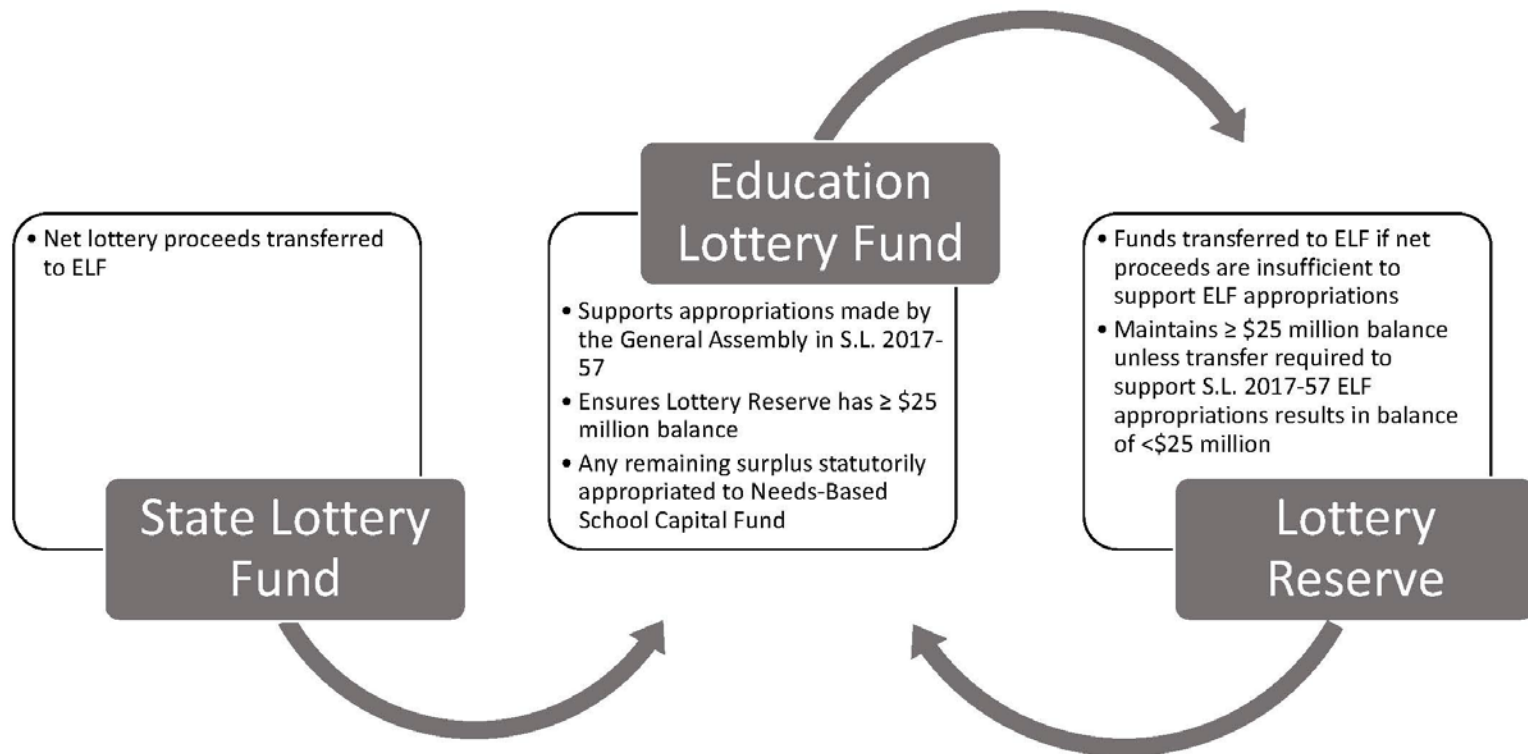 • Net lottery proceeds transferred
to ELF
State Lottery
Fund
Education
Lottery Fund
• Supports appropriations made by
the General Assembly in S.L. 2017-
57
• Ensures Lottery Reserve has ≥ $25
million balance
• Any remaining surplus statutorily
appropriated to Needs-Based
School Capital Fund
• Funds transferred to ELF if net
proceeds are insufficient to
support ELF appropriations
• Maintains ≥ $25 million balance
unless transfer required to
support S.L. 2017-57 ELF
appropriations results in balance
of <$25 million
Lottery
Reserve